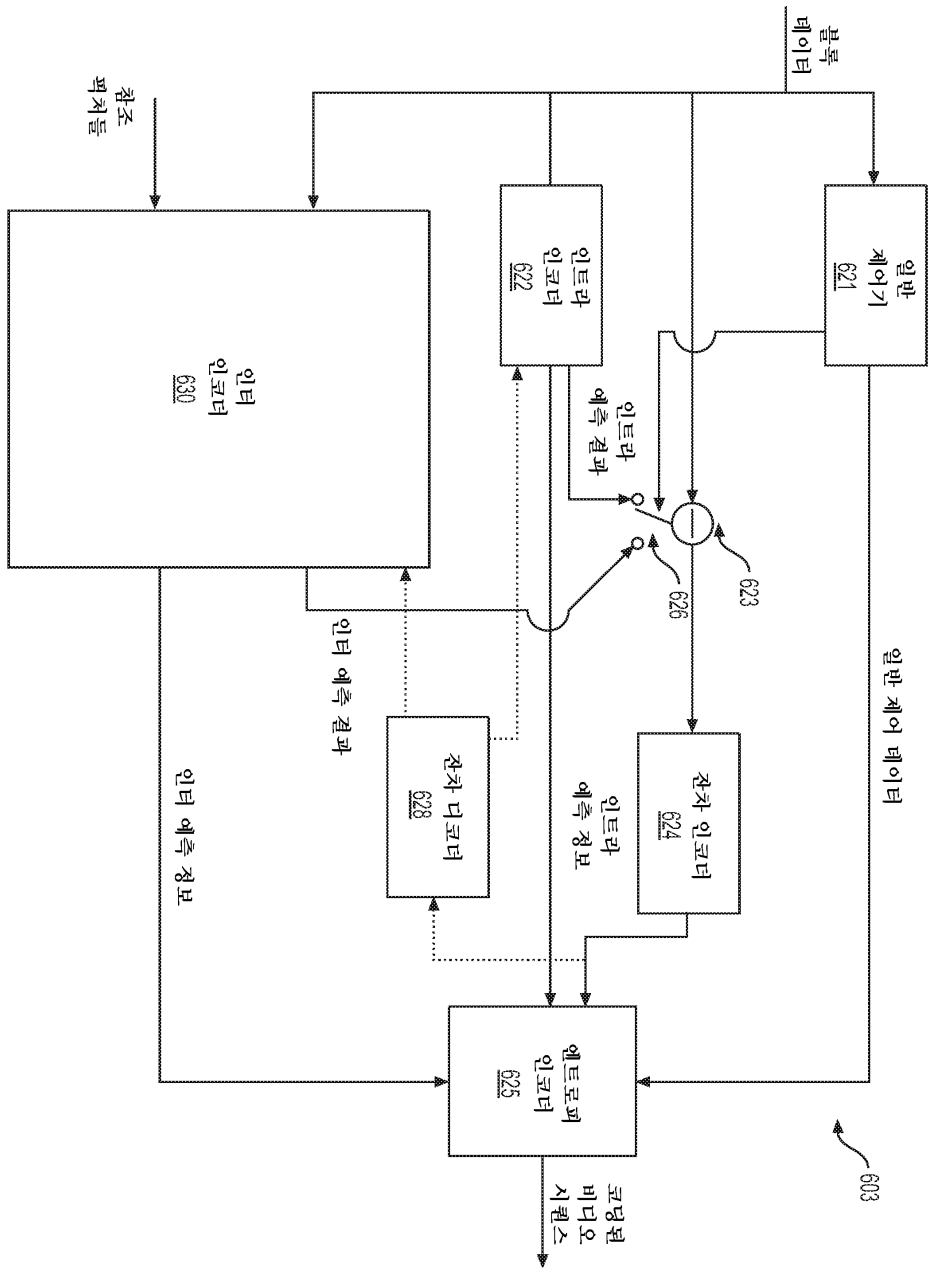 블록
데이터
일반
제어기
621
일반 제어 데이터
603
623
626
잔차 인코더
624
인트라
인코더
622
인트라
예측 결과
인트라
예측 정보
엔트로피
인코더
625
코딩된
비디오
시퀀스
잔차 디코더
628
인터 예측 결과
참조
픽처들
인터
인코더
630
인터 예측 정보